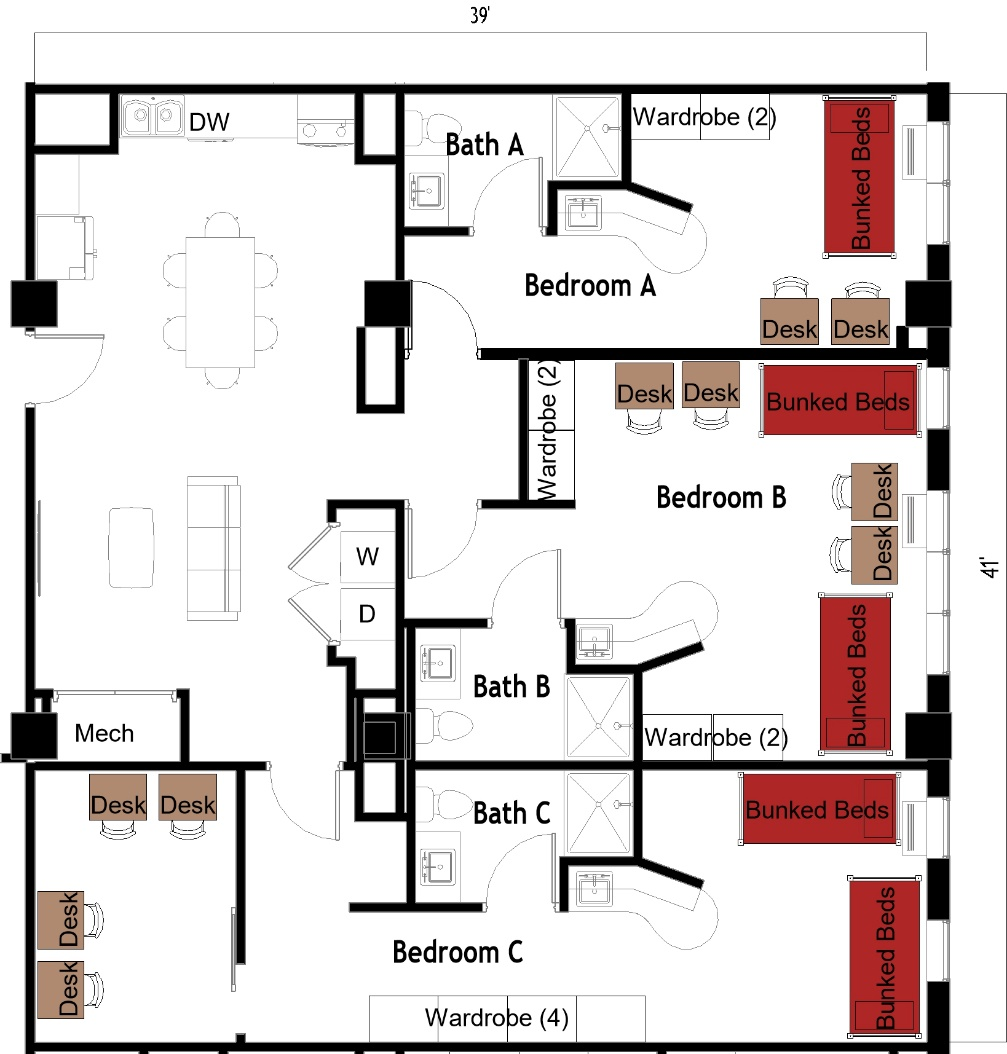 39'
DW
Bath A
Wardrobe (2)
Bunked Beds
Bedroom A
Desk
Desk
Wardrobe (2)
Desk
Desk
Bunked Beds
Bedroom B
Desk
Desk
41'
W
D
Bunked Beds
Bath B
Mech
Wardrobe (2)
Desk
Desk
Bath C
Bunked Beds
Desk
Desk
Bedroom C
Bunked Beds
Wardrobe (4)